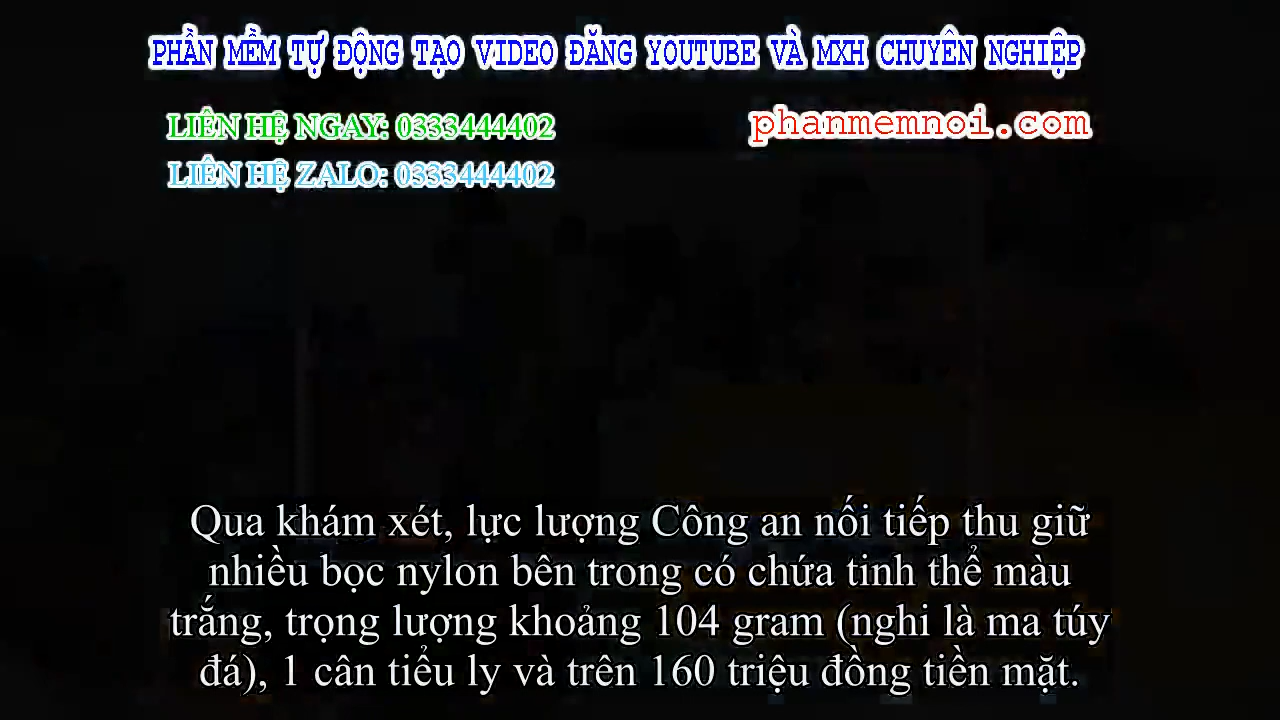 PHẦN MỀM TỰ ĐỘNG TẠO VIDEO ĐĂNG YOUTUBE VÀ MXH CHUYÊN NGHIỆP
LIÊN HỆ NGAY: 0333444402
phanmemnoi.com
LIÊN HỆ ZALO: 0333444402
Qua khám xét, lực lượng Công an nối tiếp thu giữ
nhiều bọc nylon bên trong có chứa tinh thể màu
trắng, trọng lượng khoảng 104 gram (nghi là ma túy
đá), 1 cân tiểu ly và trên 160 triệu đồng tiền mặt.